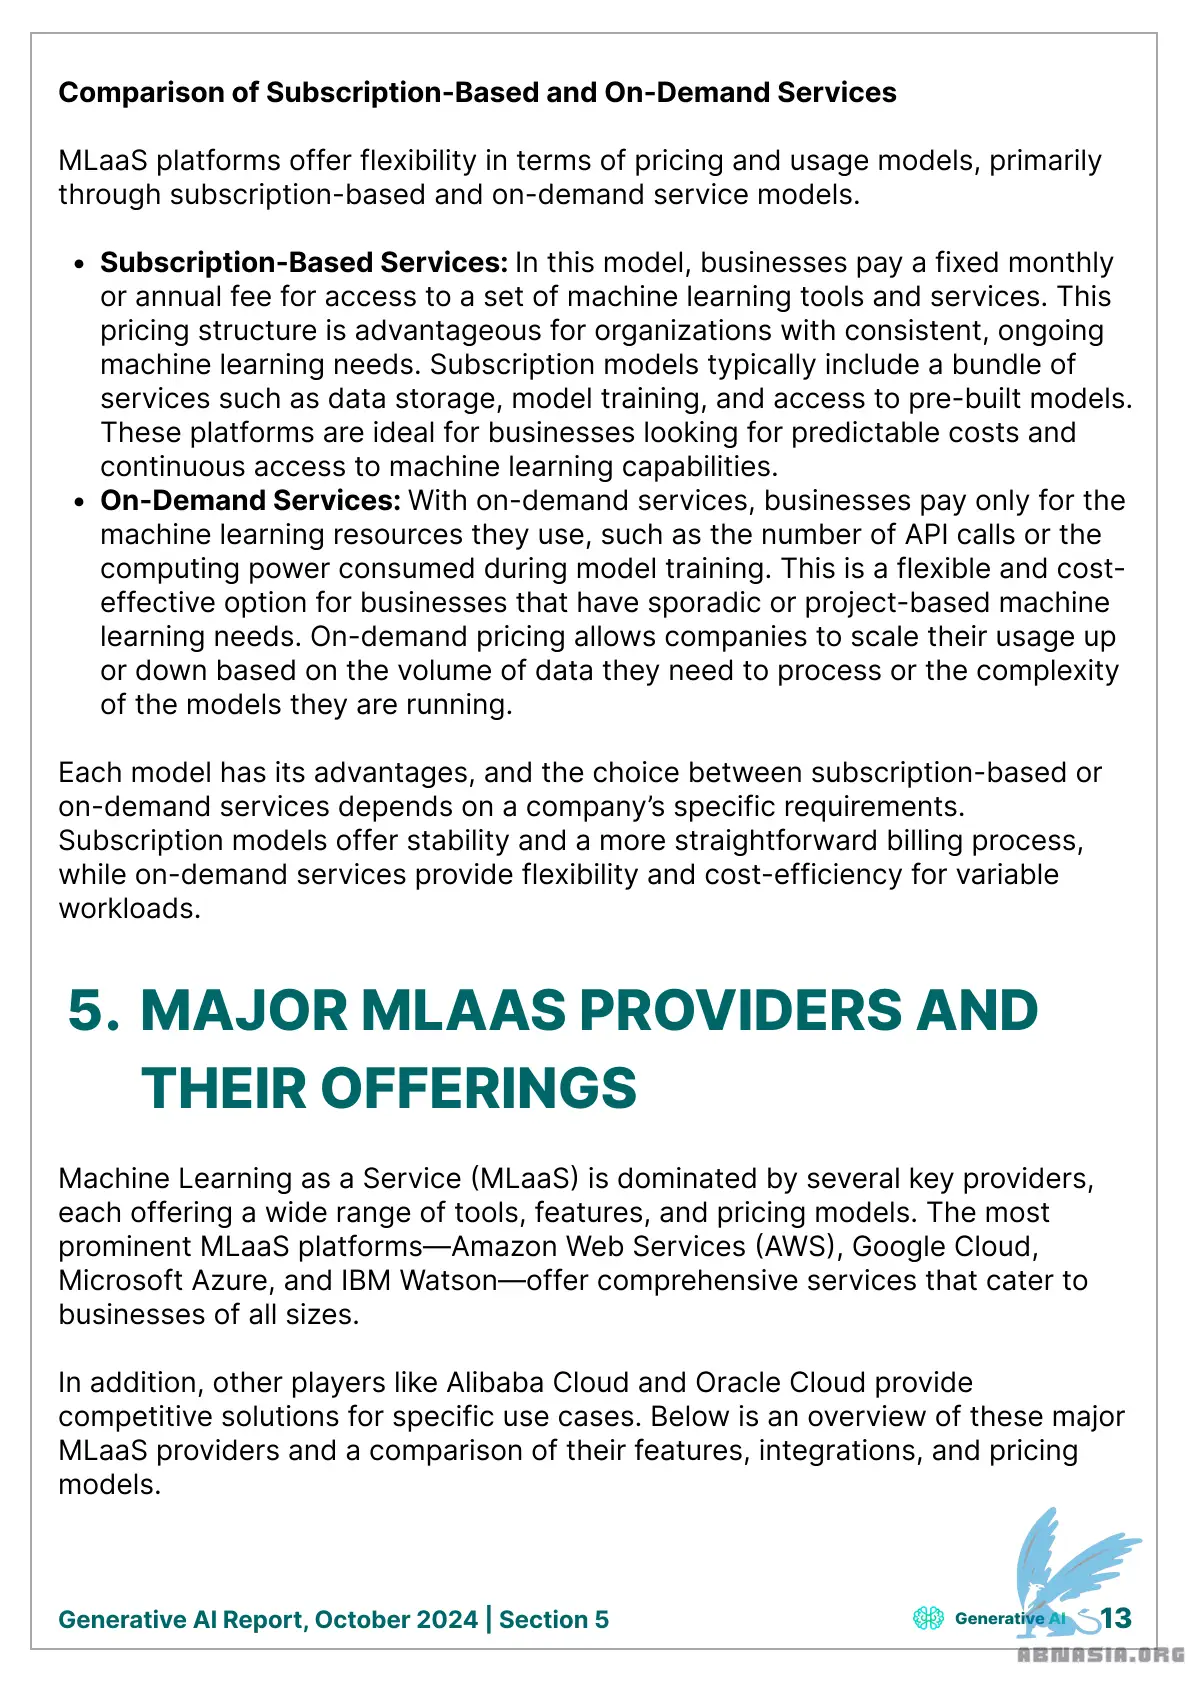 Comparison of Subscription-Based and On-Demand Services
MLaaS platforms offer flexibility in terms of pricing and usage models, primarily
through subscription-based and on-demand service models.
• Subscription-Based Services: In this model, businesses pay a fixed monthly
or annual fee for access to a set of machine learning tools and services. This
pricing structure is advantageous for organizations with consistent, ongoing
machine learning needs. Subscription models typically include a bundle of
services such as data storage, model training, and access to pre-built models.
These platforms are ideal for businesses looking for predictable costs and
continuous access to machine learning capabilities.
• On-Demand Services: With on-demand services, businesses pay only for the
machine learning resources they use, such as the number of API calls or the
computing power consumed during model training. This is a flexible and cost-
effective option for businesses that have sporadic or project-based machine
learning needs. On-demand pricing allows companies to scale their usage up
or down based on the volume of data they need to process or the complexity
of the models they are running.
Each model has its advantages, and the choice between subscription-based or
on-demand services depends on a company’s specific requirements.
Subscription models offer stability and a more straightforward billing process,
while on-demand services provide flexibility and cost-efficiency for variable
workloads.
5. MAJOR MLAAS PROVIDERS AND
THEIR OFFERINGS
Machine Learning as a Service (MLaaS) is dominated by several key providers,
each offering a wide range of tools, features, and pricing models. The most
prominent MLaaS platforms—Amazon Web Services (AWS), Google Cloud,
Microsoft Azure, and IBM Watson—offer comprehensive services that cater to
businesses of all sizes.
In addition, other players like Alibaba Cloud and Oracle Cloud provide
competitive solutions for specific use cases. Below is an overview of these major
MLaaS providers and a comparison of their features, integrations, and pricing
models.
Generative AI Report, October 2024 | Section 5
Generative AI
13
ABNASIA.ORG